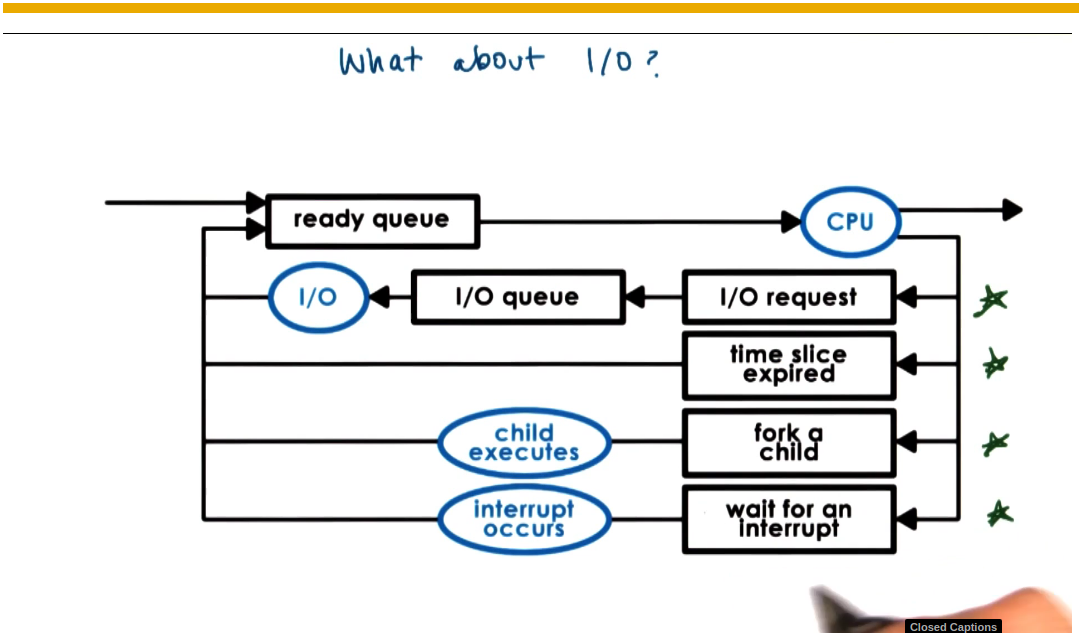 What about I/O?
ready queue
CPU
I/O
I/O queue
I/O request
time slice
expired
child
executes
fork a
child
interrupt
occurs
wait for an
interrupt
Closed Captions